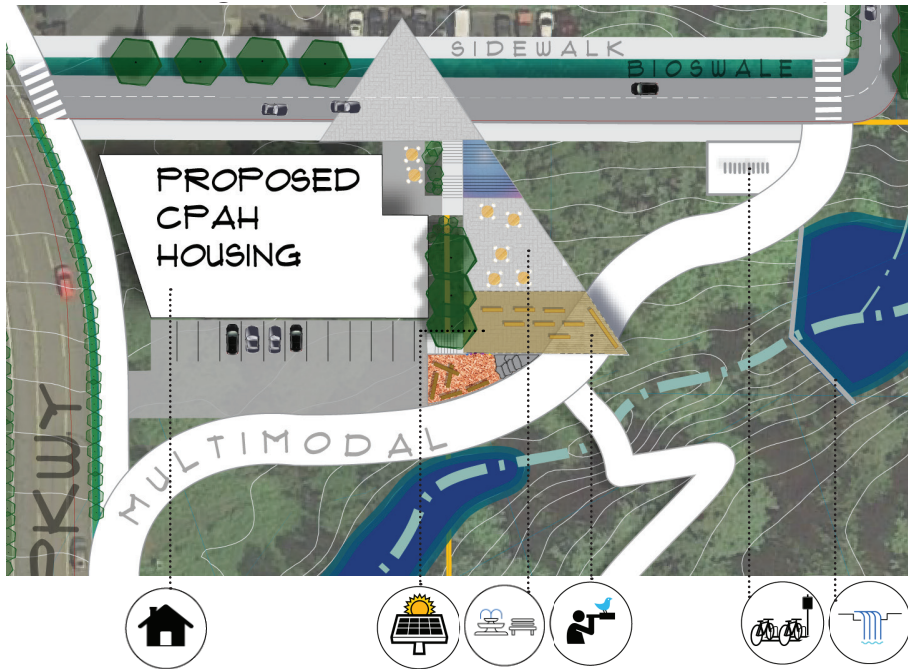 SIDEWALK
BIOSWALE
PROPOSED
CPAH
HOUSING
MULTIMODAL
PKWY